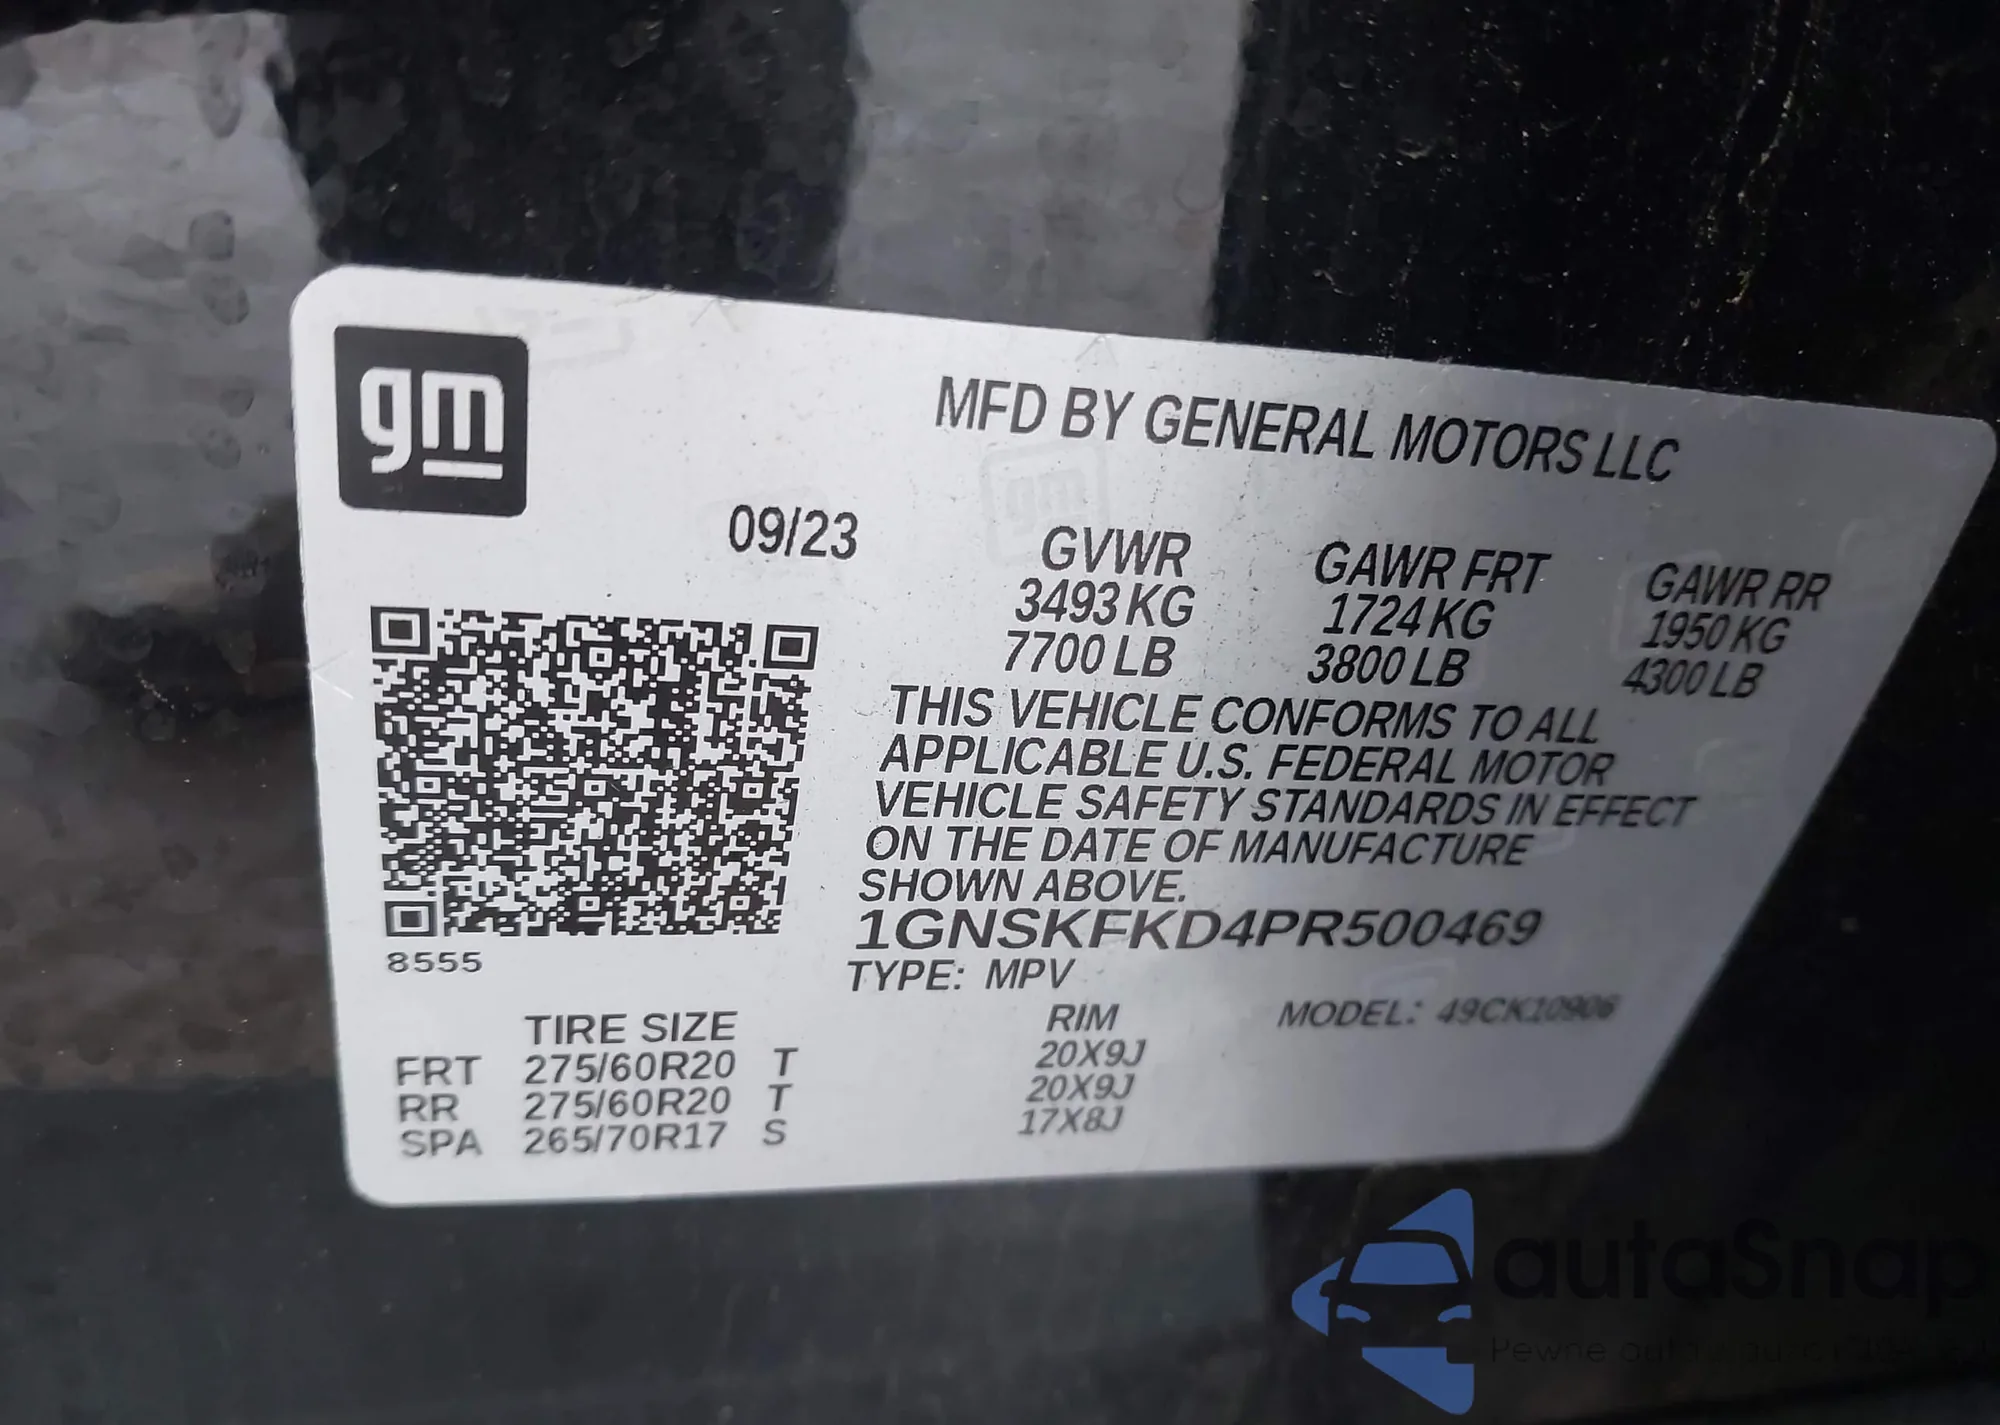 gm
MFD BY GENERAL MOTORS LLC
09/23
GVWR GAWR FRT GAWR RR
3493 KG 1724 KG 1950 KG
7700 LB 3800 LB 4300 LB
THIS VEHICLE CONFORMS TO ALL
APPLICABLE U.S. FEDERAL MOTOR
VEHICLE SAFETY STANDARDS IN EFFECT
ON THE DATE OF MANUFACTURE
SHOWN ABOVE.
1GNSKFKD4PR500469
8555
TYPE: MPV
MODEL: 49CK10906
TIRE SIZE RIM
FRT 275/60R20 T 20X9J
RR 275/60R20 T 20X9J
SPA 265/70R17 S 17X8J
autaSnap
Pewne auta